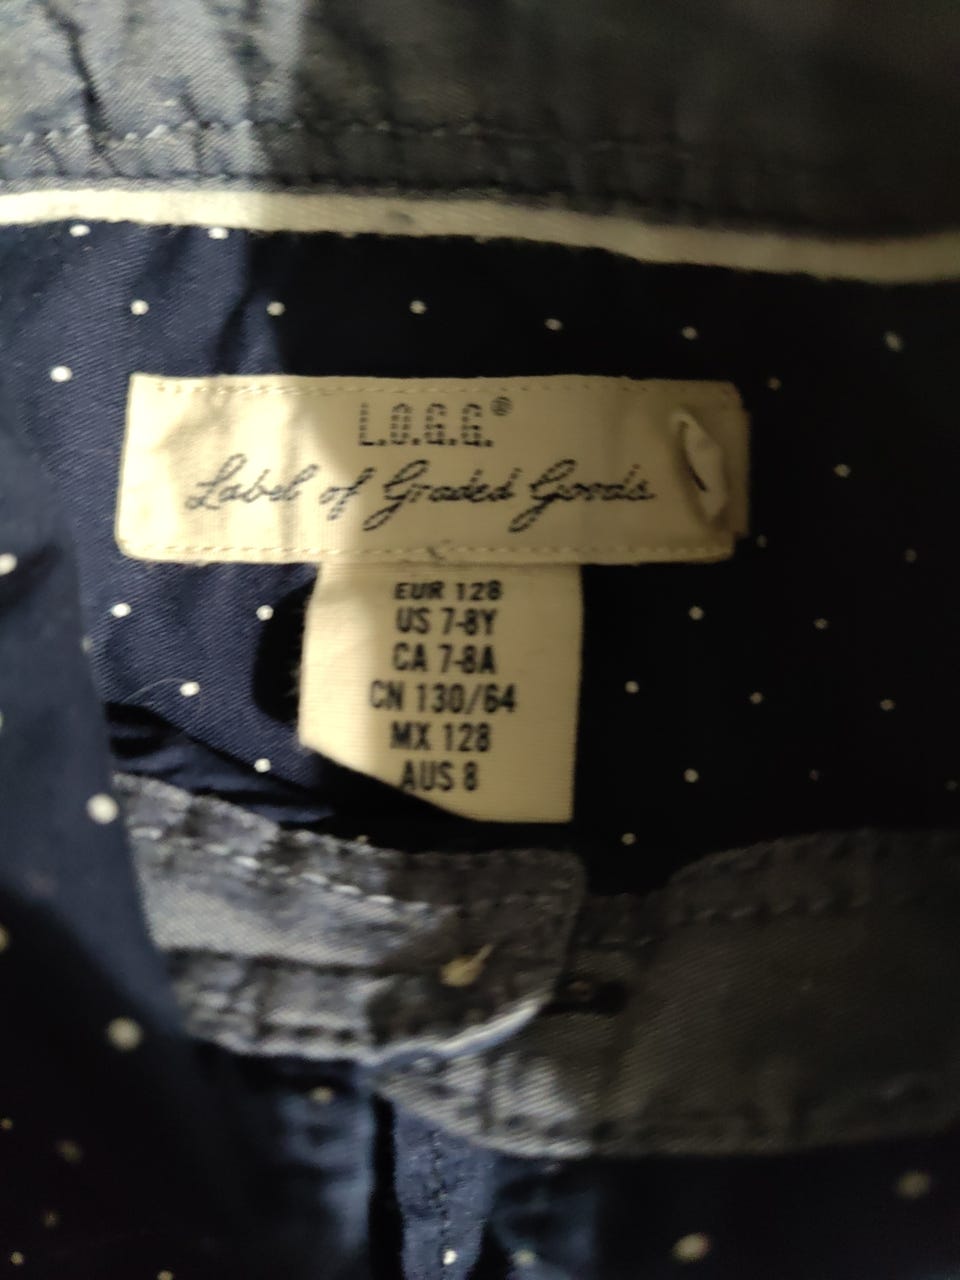 L.O.G.G.®
Label of Graded Goods
EUR 128
US 7-8Y
CA 7-8A
CN 130/64
MX 128
AUS 8